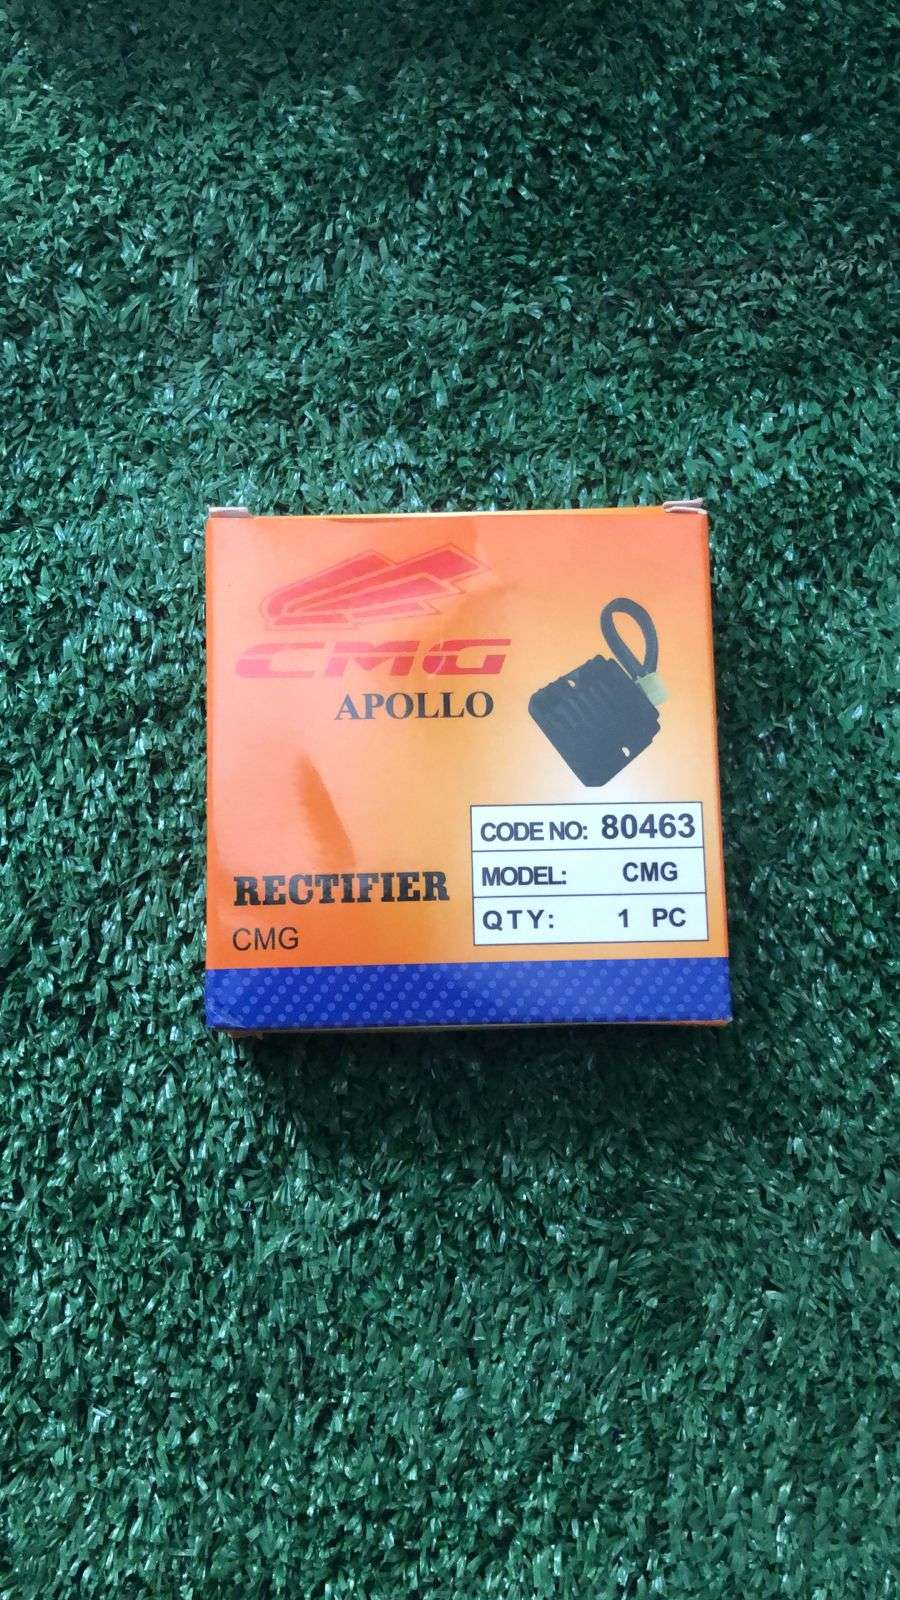 CMG
APOLLO
CODE NO: 80463
MODEL: CMG
QTY: 1 PC
RECTIFIER
CMG